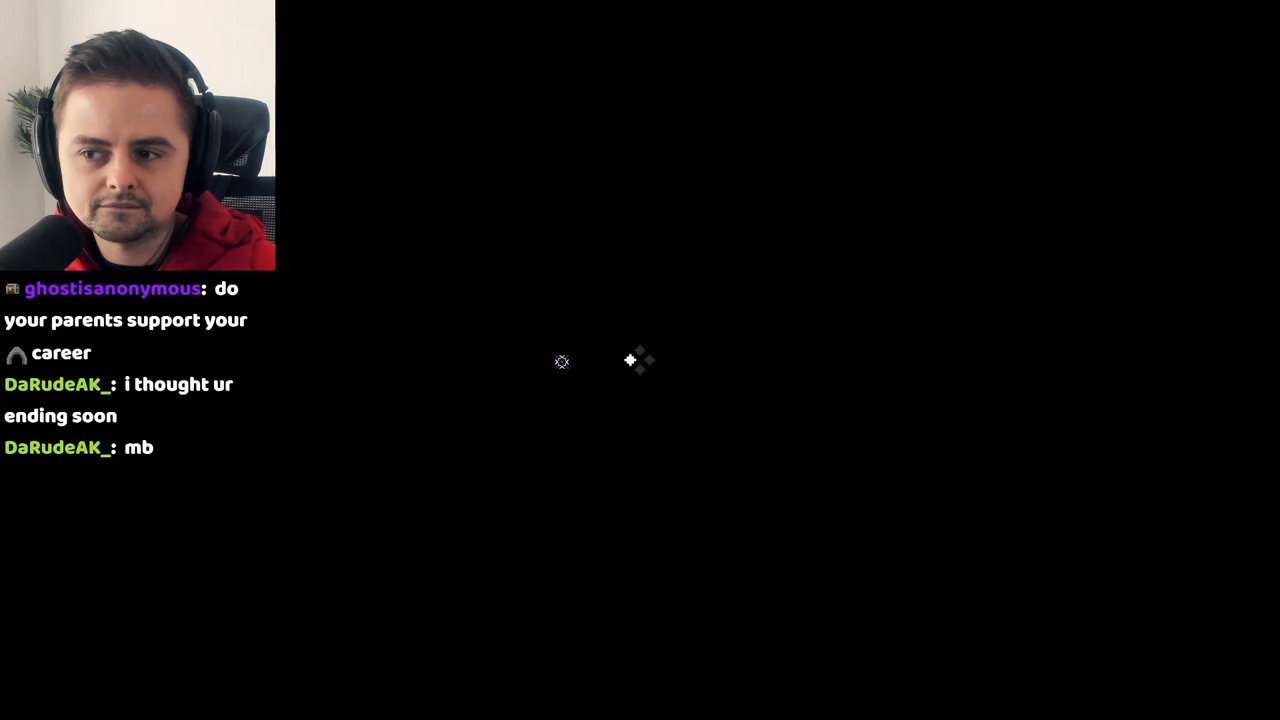 ghostisanonymous: do
your parents support your
career
DaRudeAK_: i thought ur
ending soon
DaRudeAK_: mb